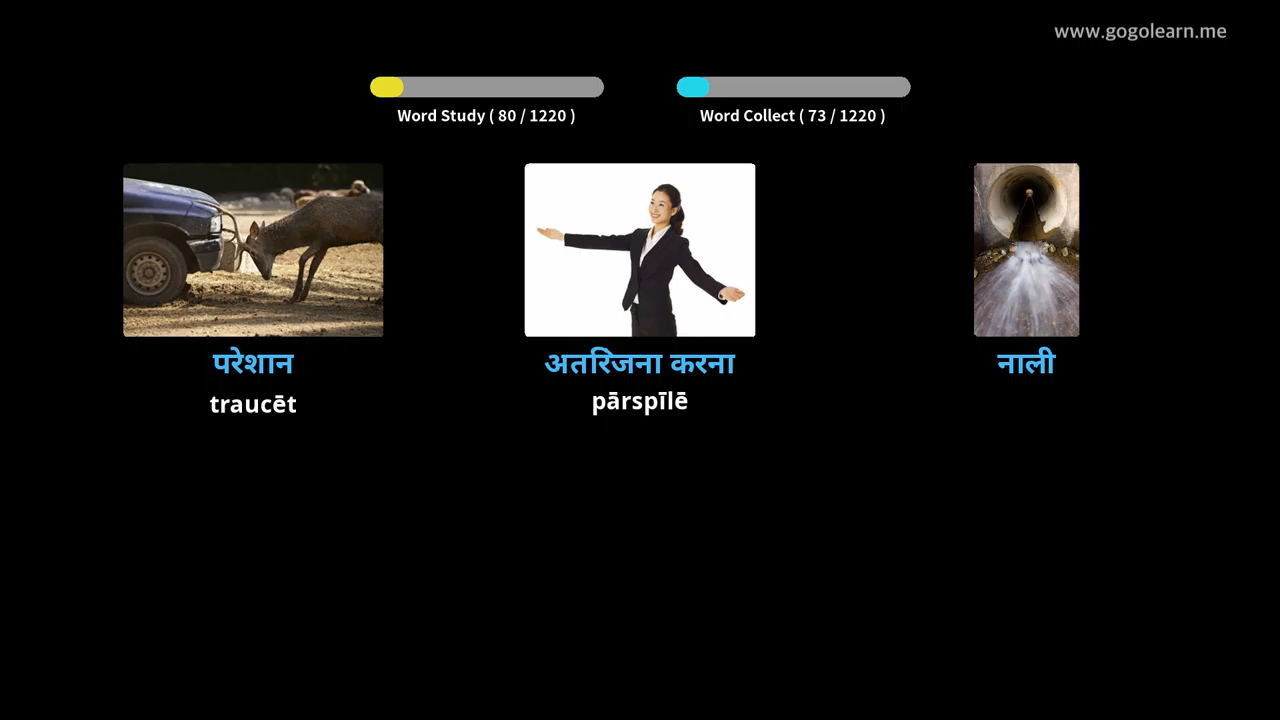 www.gogolearn.me
Word Study ( 80 / 1220 )
Word Collect ( 73 / 1220 )
परेशान
अतरिंजना करना
नाली
traucēt
pārspīlē